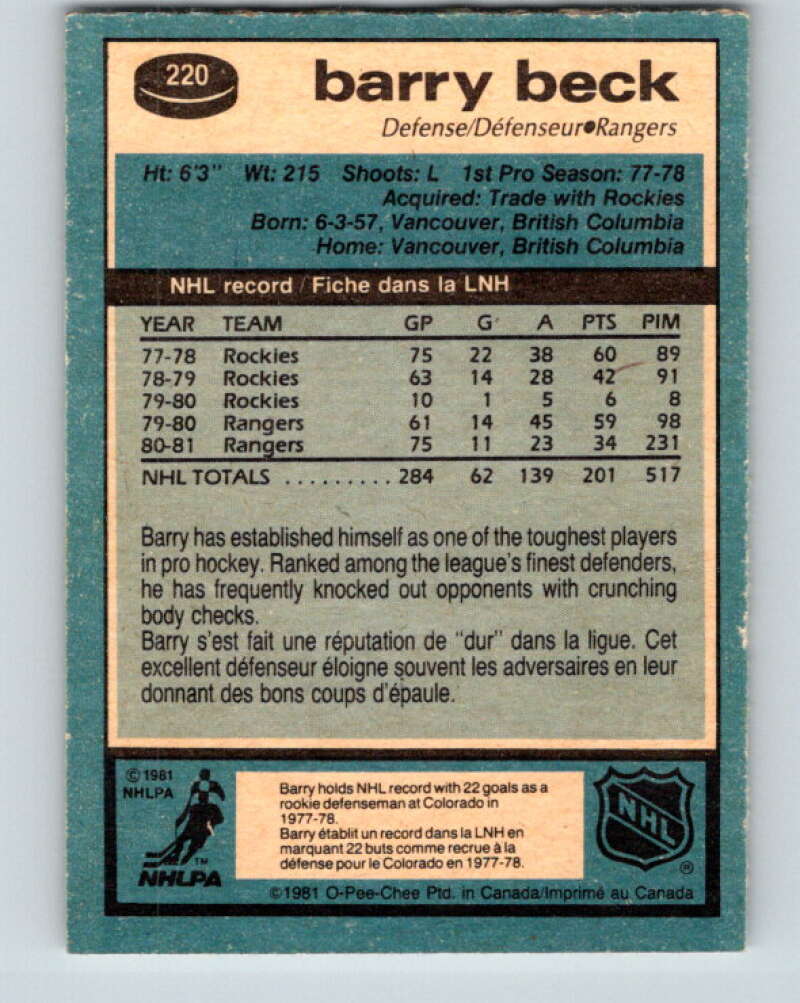 220
barry beck
Defense/Défenseur●Rangers
Ht: 6'3" Wt: 215 Shoots: L 1st Pro Season: 77-78
Acquired: Trade with Rockies
Born: 6-3-57, Vancouver, British Columbia
Home: Vancouver, British Columbia
NHL record / Fiche dans la LNH
YEAR TEAM GP G A PTS PIM
77-78 Rockies 75 22 38 60 89
78-79 Rockies 63 14 28 42 91
79-80 Rockies 10 1 5 6 8
79-80 Rangers 61 14 45 59 98
80-81 Rangers 75 11 23 34 231
NHL TOTALS ......... 284 62 139 201 517
Barry has established himself as one of the toughest players
in pro hockey. Ranked among the league's finest defenders,
he has frequently knocked out opponents with crunching
body checks.
Barry s'est fait une réputation de "dur" dans la ligue. Cet
excellent défenseur éloigne souvent les adversaires en leur
donnant des bons coups d'épaule.
© 1981
NHLPA
TM
NHLPA
Barry holds NHL record with 22 goals as a
rookie defenseman at Colorado in
1977-78.
Barry établit un record dans la LNH en
marquant 22 buts comme recrue à la
défense pour le Colorado en 1977-78.
NHL
®
©1981 O-Pee-Chee Ptd. in Canada/Imprimé au Canada